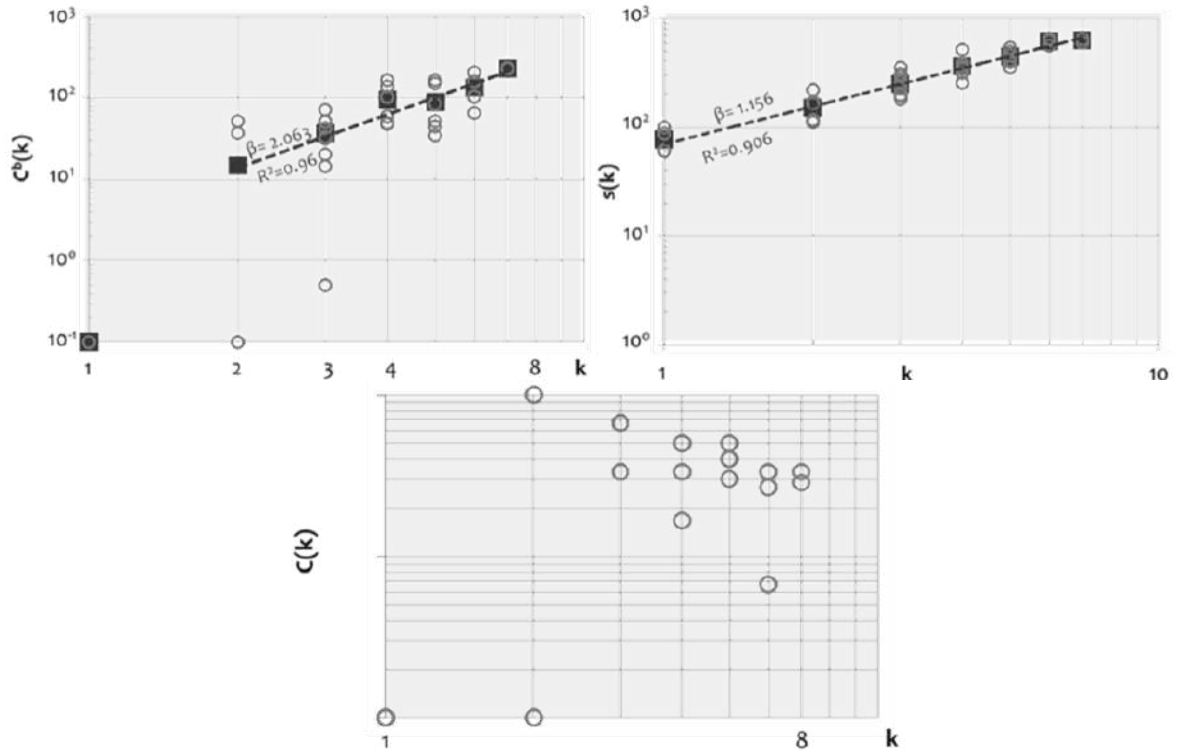 10³
10²
10¹
10⁰
10⁻¹
Cᵇ(k)
β= 2.063
R²=0.96
1 2 3 4 8 k
10³
10²
10¹
10⁰
s(k)
β= 1.156
R²=0.906
1 k 10
C(k)
1 8 k